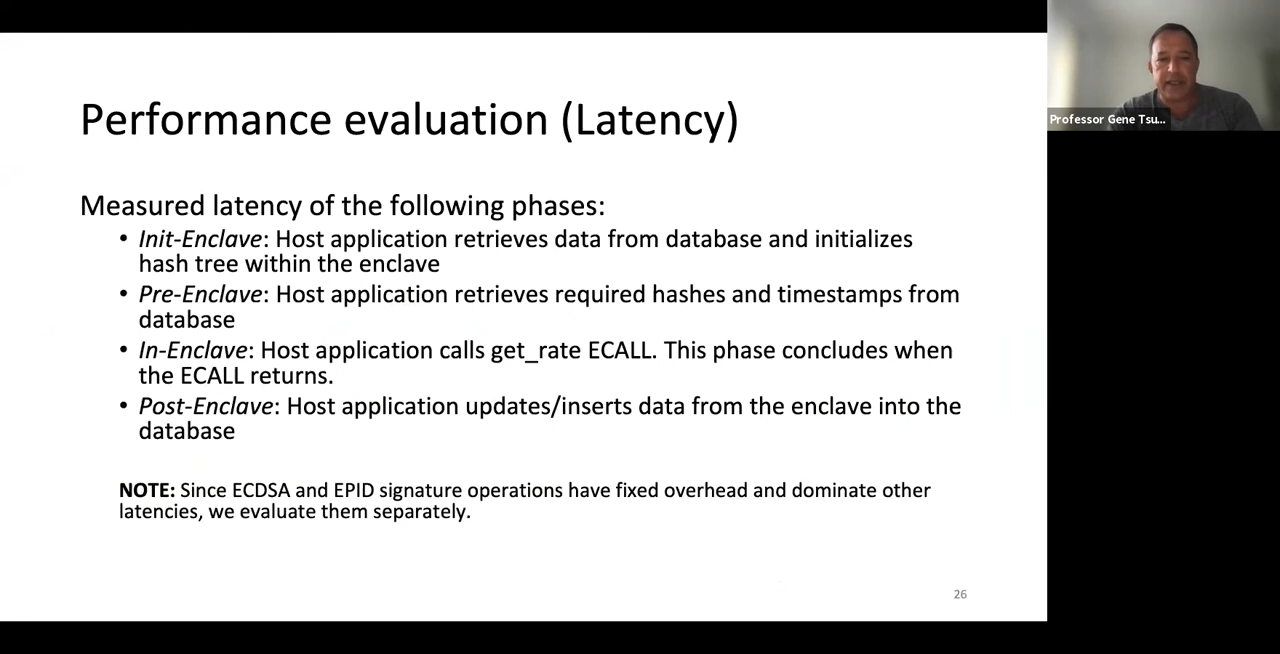 Performance evaluation (Latency)
Measured latency of the following phases:
• Init-Enclave: Host application retrieves data from database and initializes
hash tree within the enclave
• Pre-Enclave: Host application retrieves required hashes and timestamps from
database
• In-Enclave: Host application calls get_rate ECALL. This phase concludes when
the ECALL returns.
• Post-Enclave: Host application updates/inserts data from the enclave into the
database
NOTE: Since ECDSA and EPID signature operations have fixed overhead and dominate other
latencies, we evaluate them separately.
26
Professor Gene Tsu...